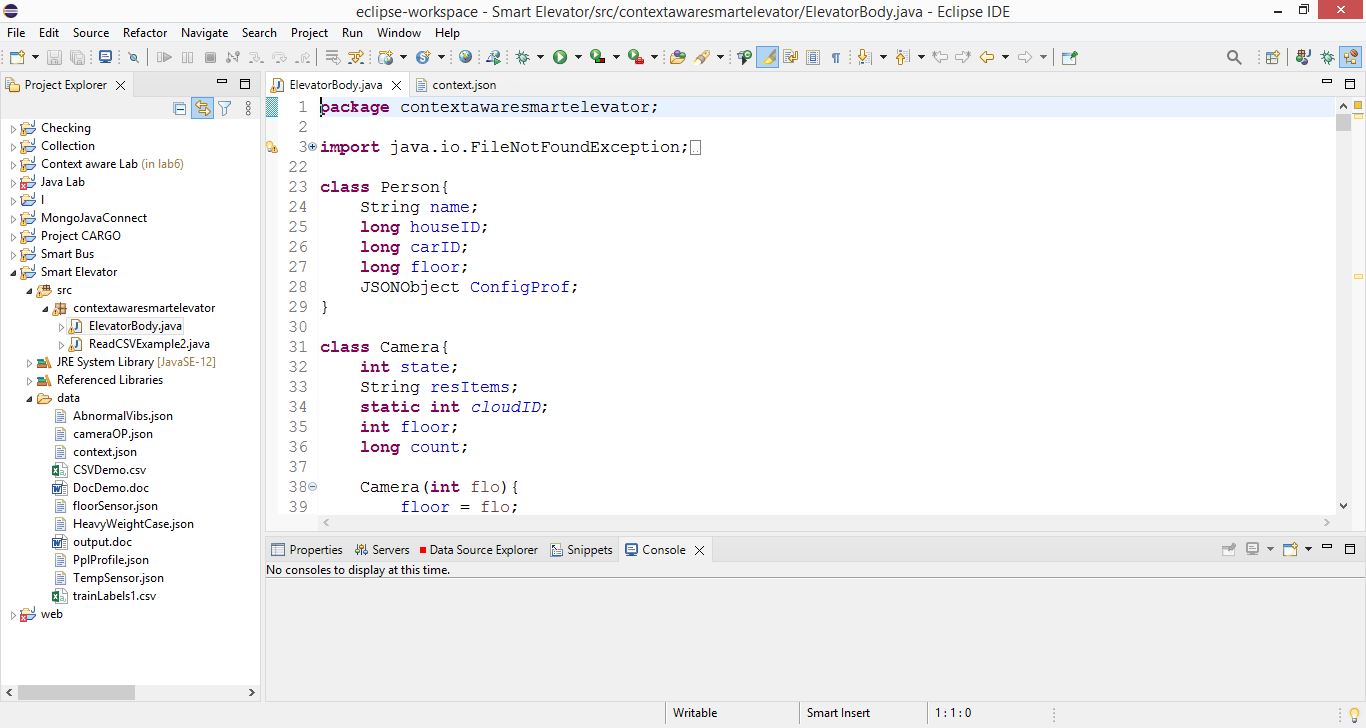 eclipse-workspace - Smart Elevator/src/contextawaresmartelevator/ElevatorBody.java - Eclipse IDE
File Edit Source Refactor Navigate Search Project Run Window Help
Project Explorer
Checking
Collection
Context aware Lab (in lab6)
Java Lab
I
MongoJavaConnect
Project CARGO
Smart Bus
Smart Elevator
src
contextawaresmartelevator
ElevatorBody.java
ReadCSVExample2.java
JRE System Library [JavaSE-12]
Referenced Libraries
data
AbnormalVibs.json
cameraOP.json
context.json
CSVDemo.csv
DocDemo.doc
floorSensor.json
HeavyWeightCase.json
output.doc
PplProfile.json
TempSensor.json
trainLabels1.csv
web
ElevatorBody.java context.json
1 package contextawaresmartelevator;
2
3 import java.io.FileNotFoundException;
22
23 class Person{
24 String name;
25 long houseID;
26 long carID;
27 long floor;
28 JSONObject ConfigProf;
29 }
30
31 class Camera{
32 int state;
33 String resItems;
34 static int cloudID;
35 int floor;
36 long count;
37
38 Camera(int flo){
39 floor = flo;
Properties Servers Data Source Explorer Snippets Console
No consoles to display at this time.
Writable Smart Insert 1 : 1 : 0